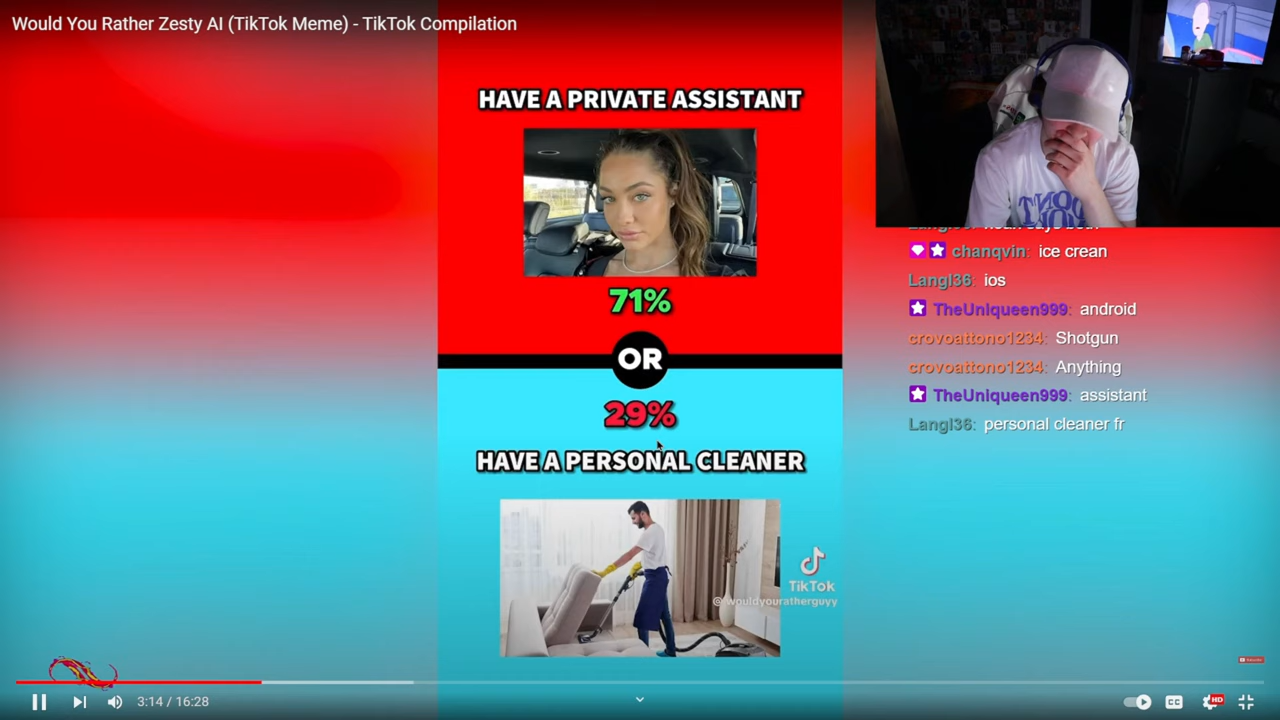 Would You Rather Zesty AI (TikTok Meme) - TikTok Compilation
HAVE A PRIVATE ASSISTANT
71%
OR
29%
HAVE A PERSONAL CLEANER
TikTok
@wouldyouratherguyy
chanqvin: ice crean
Langl36: ios
TheUniqueen999: android
crovoattono1234: Shotgun
crovoattono1234: Anything
TheUniqueen999: assistant
Langl36: personal cleaner fr
3:14 / 16:28
CC
HD